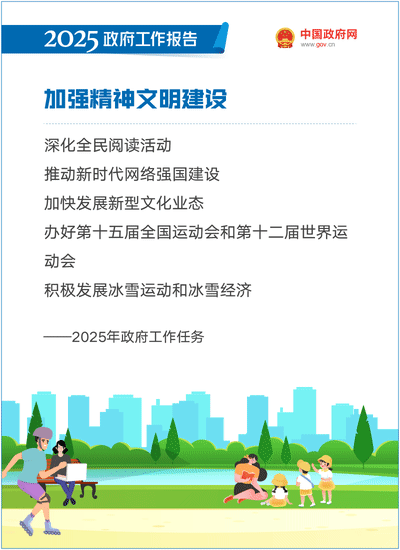 2025政府工作报告
中国政府网
www.gov.cn
加强精神文明建设
深化全民阅读活动
推动新时代网络强国建设
加快发展新型文化业态
办好第十五届全国运动会和第十二届世界运
动会
积极发展冰雪运动和冰雪经济
——2025年政府工作任务